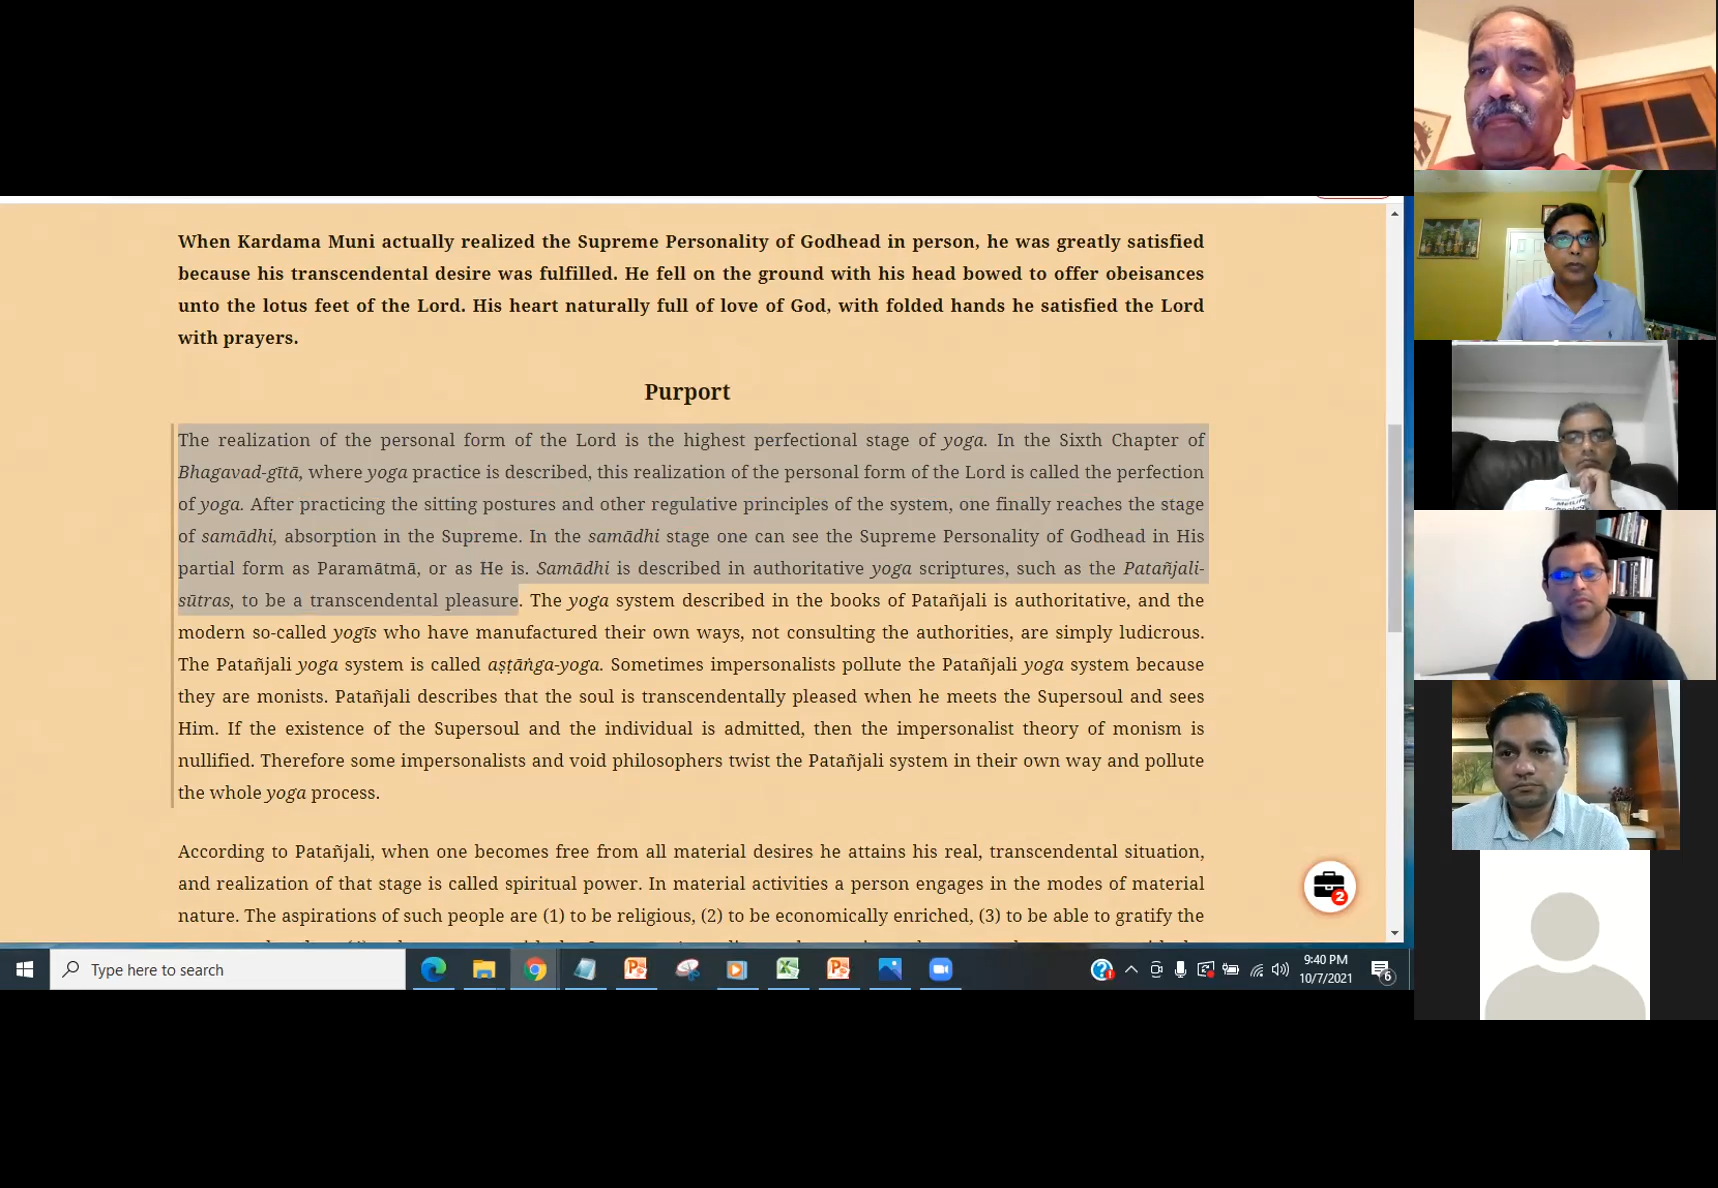 When Kardama Muni actually realized the Supreme Personality of Godhead in person, he was greatly satisfied
because his transcendental desire was fulfilled. He fell on the ground with his head bowed to offer obeisances
unto the lotus feet of the Lord. His heart naturally full of love of God, with folded hands he satisfied the Lord
with prayers.
Purport
The realization of the personal form of the Lord is the highest perfectional stage of yoga. In the Sixth Chapter of
Bhagavad-gītā, where yoga practice is described, this realization of the personal form of the Lord is called the perfection
of yoga. After practicing the sitting postures and other regulative principles of the system, one finally reaches the stage
of samādhi, absorption in the Supreme. In the samādhi stage one can see the Supreme Personality of Godhead in His
partial form as Paramātmā, or as He is. Samādhi is described in authoritative yoga scriptures, such as the Patañjali-
sūtras, to be a transcendental pleasure. The yoga system described in the books of Patañjali is authoritative, and the
modern so-called yogīs who have manufactured their own ways, not consulting the authorities, are simply ludicrous.
The Patañjali yoga system is called aṣṭāṅga-yoga. Sometimes impersonalists pollute the Patañjali yoga system because
they are monists. Patañjali describes that the soul is transcendentally pleased when he meets the Supersoul and sees
Him. If the existence of the Supersoul and the individual is admitted, then the impersonalist theory of monism is
nullified. Therefore some impersonalists and void philosophers twist the Patañjali system in their own way and pollute
the whole yoga process.
According to Patañjali, when one becomes free from all material desires he attains his real, transcendental situation,
and realization of that stage is called spiritual power. In material activities a person engages in the modes of material
nature. The aspirations of such people are (1) to be religious, (2) to be economically enriched, (3) to be able to gratify the
2
Type here to search
9:40 PM
10/7/2021
6